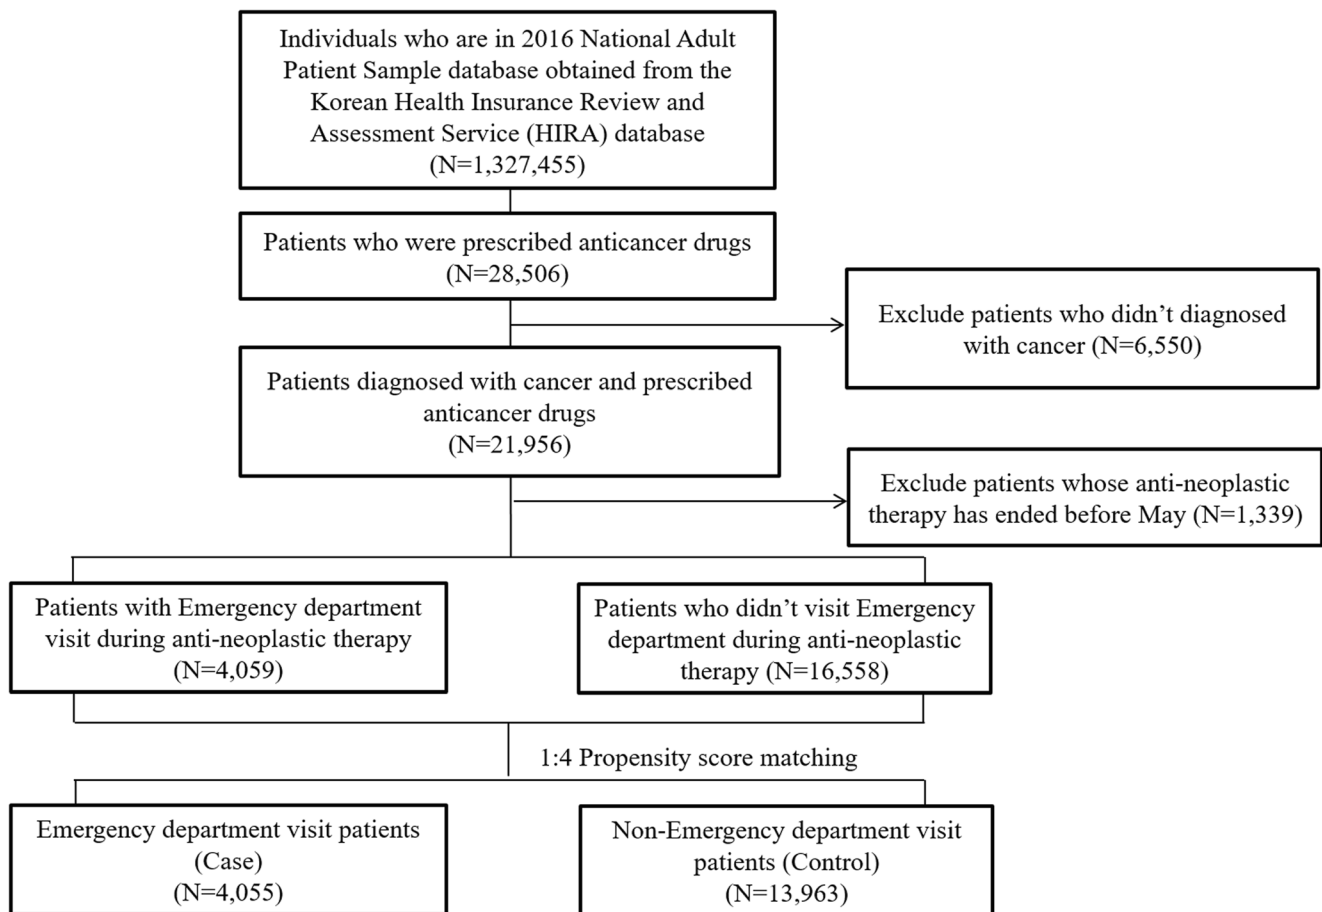 Individuals who are in 2016 National Adult
Patient Sample database obtained from the
Korean Health Insurance Review and
Assessment Service (HIRA) database
(N=1,327,455)
Patients who were prescribed anticancer drugs
(N=28,506)
Exclude patients who didn’t diagnosed
with cancer (N=6,550)
Patients diagnosed with cancer and prescribed
anticancer drugs
(N=21,956)
Exclude patients whose anti-neoplastic
therapy has ended before May (N=1,339)
Patients with Emergency department
visit during anti-neoplastic therapy
(N=4,059)
Patients who didn’t visit Emergency
department during anti-neoplastic
therapy (N=16,558)
1:4 Propensity score matching
Emergency department visit patients
(Case)
(N=4,055)
Non-Emergency department visit
patients (Control)
(N=13,963)